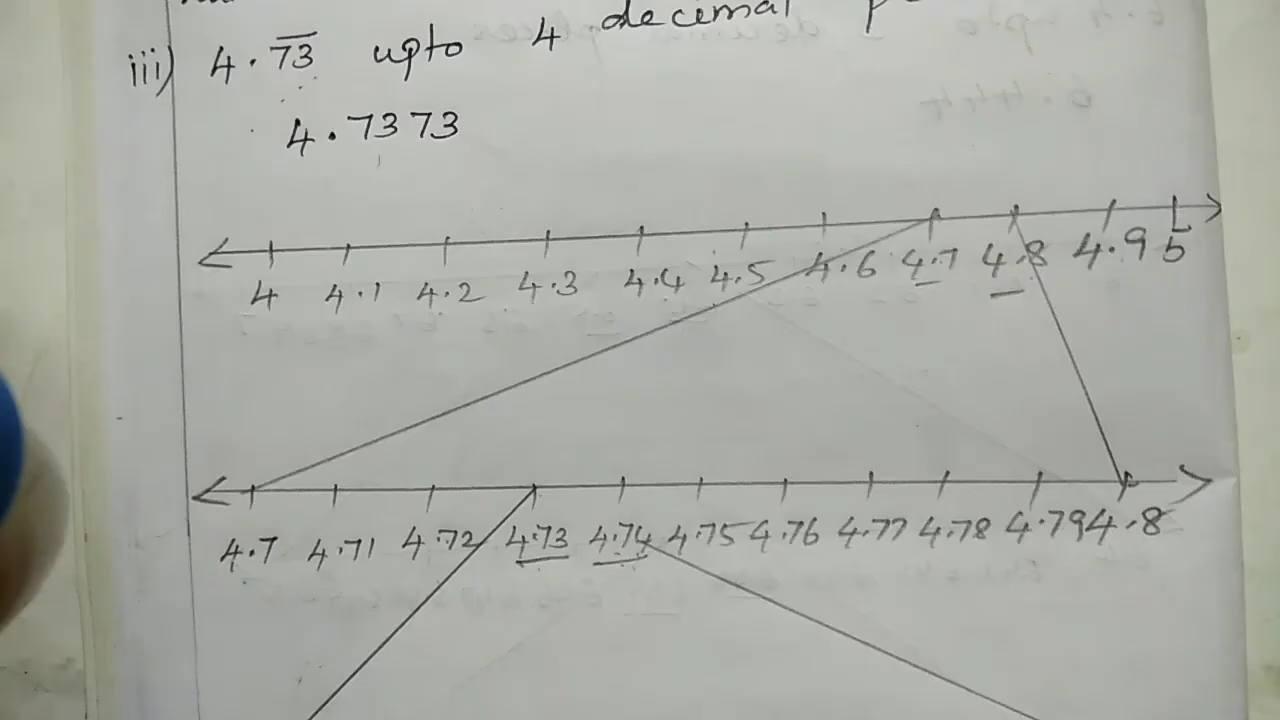 iii) 4.7̅3̅ upto 4 decimal
4.7373
4 4.1 4.2 4.3 4.4 4.5 4.6 4.7 4.8 4.9 5
4.7 4.71 4.72 4.73 4.74 4.75 4.76 4.77 4.78 4.79 4.8